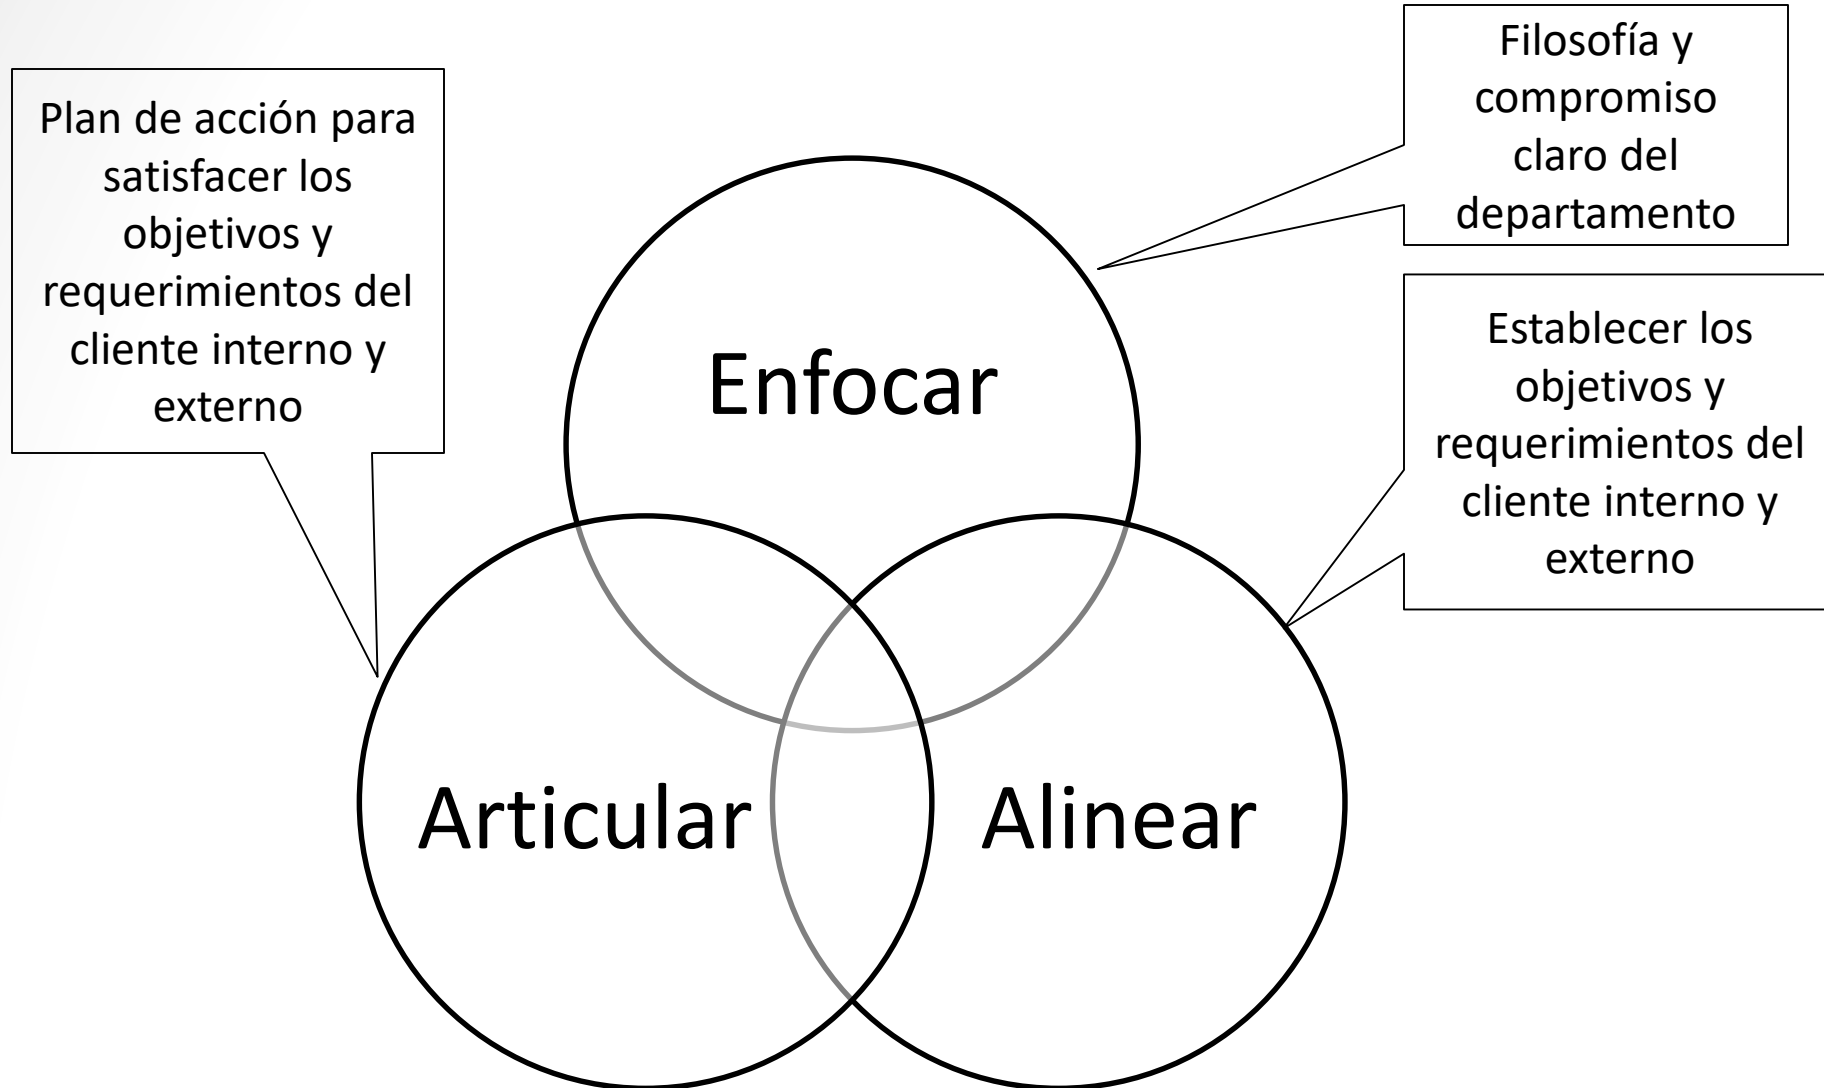 Filosofía y
compromiso
claro del
departamento
Plan de acción para
satisfacer los
objetivos y
requerimientos del
cliente interno y
externo
Establecer los
objetivos y
requerimientos del
cliente interno y
externo
Enfocar
Articular
Alinear